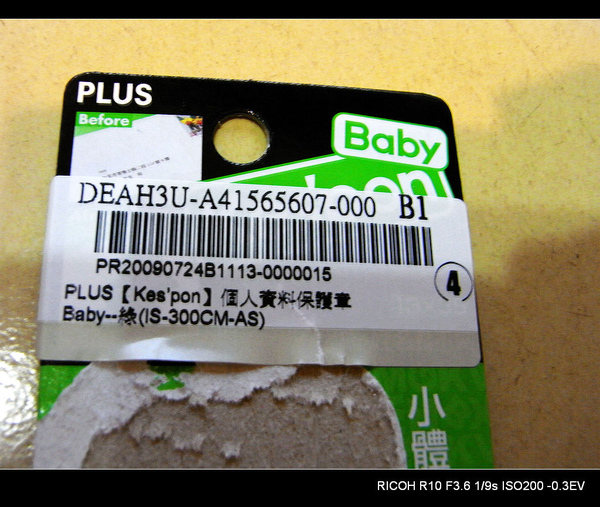 PLUS
Before
Baby
DEAH3U-A41565607-000 B1
PR20090724B1113-0000015
4
PLUS【Kes'pon】個人資料保護章
Baby--綠(IS-300CM-AS)
小體
RICOH R10 F3.6 1/9s ISO200 -0.3EV